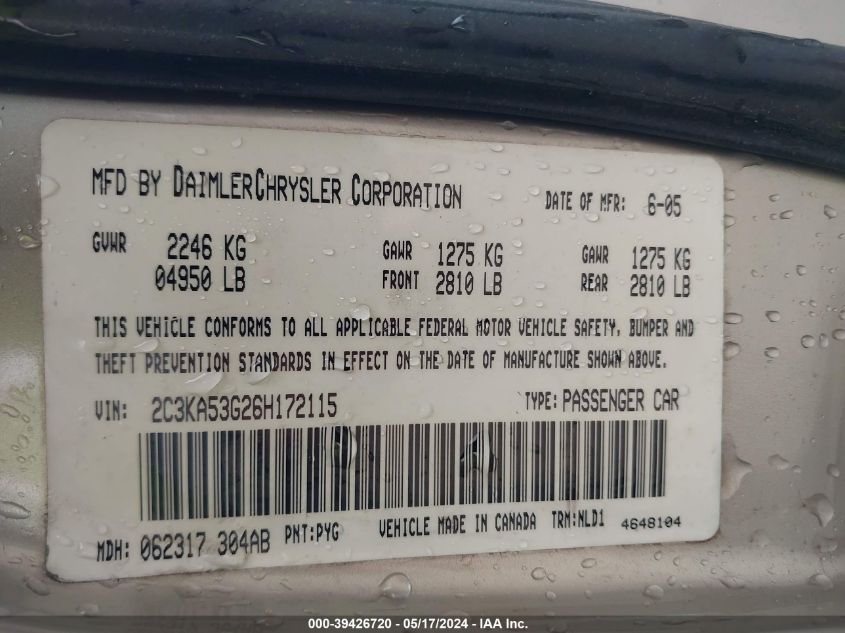 MFD BY DAIMLERCHRYSLER CORPORATION DATE OF MFR: 6-05
GVWR 2246 KG GAWR 1275 KG GAWR 1275 KG
04950 LB FRONT 2810 LB REAR 2810 LB
THIS VEHICLE CONFORMS TO ALL APPLICABLE FEDERAL MOTOR VEHICLE SAFETY, BUMPER AND
THEFT PREVENTION STANDARDS IN EFFECT ON THE DATE OF MANUFACTURE SHOWN ABOVE.
VIN: 2C3KA53G26H172115 TYPE: PASSENGER CAR
MDH: 062317 304AB PNT:PYG VEHICLE MADE IN CANADA TRM:NLD1 4648104
000-39426720 - 05/17/2024 - IAA Inc.